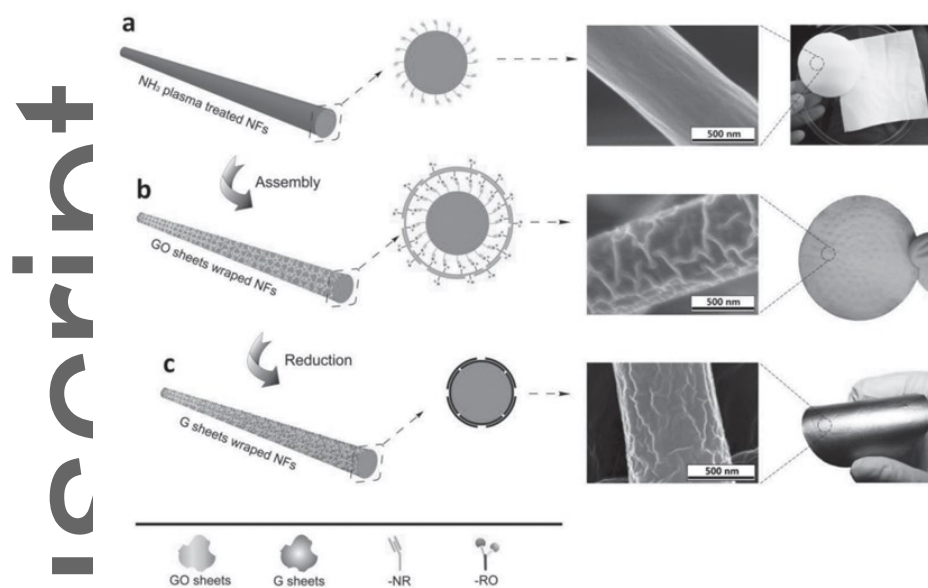 a
NH₃ plasma treated NFs
500 nm
Assembly
b
GO sheets wraped NFs
500 nm
Reduction
c
G sheets wraped NFs
500 nm
GO sheets
G sheets
-NR
-RO